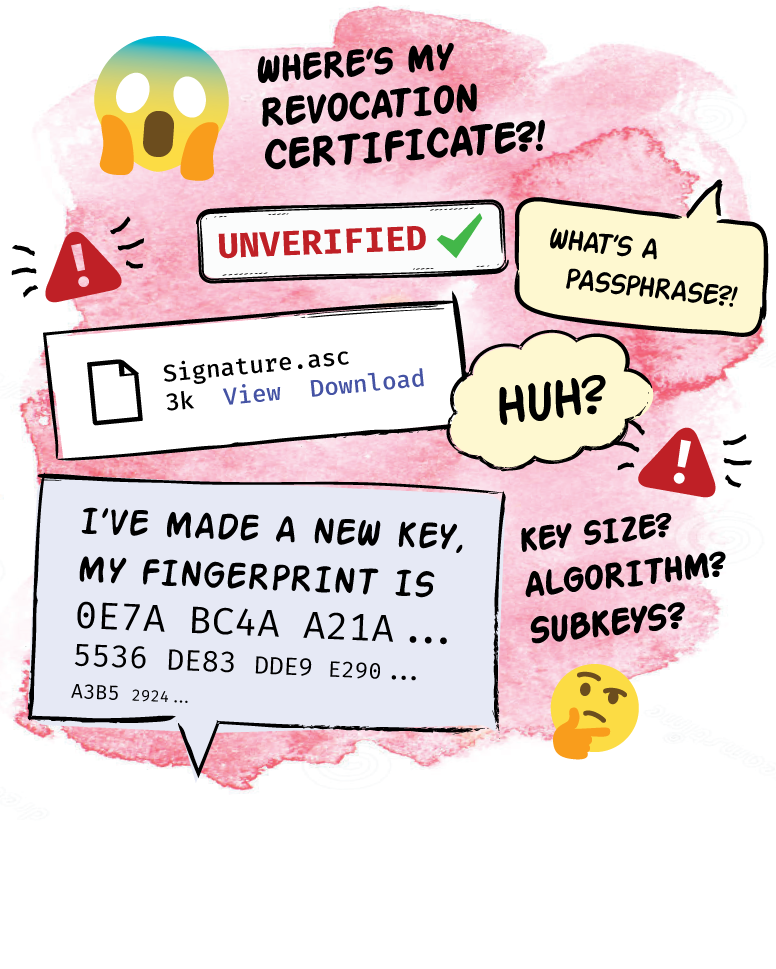 WHERE'S MY
REVOCATION
CERTIFICATE?!
UNVERIFIED
WHAT'S A
PASSPHRASE?!
Signature.asc
3k View Download
HUH?
I'VE MADE A NEW KEY,
MY FINGERPRINT IS
0E7A BC4A A21A...
5536 DE83 DDE9 E290...
A3B5 2924...
KEY SIZE?
ALGORITHM?
SUBKEYS?